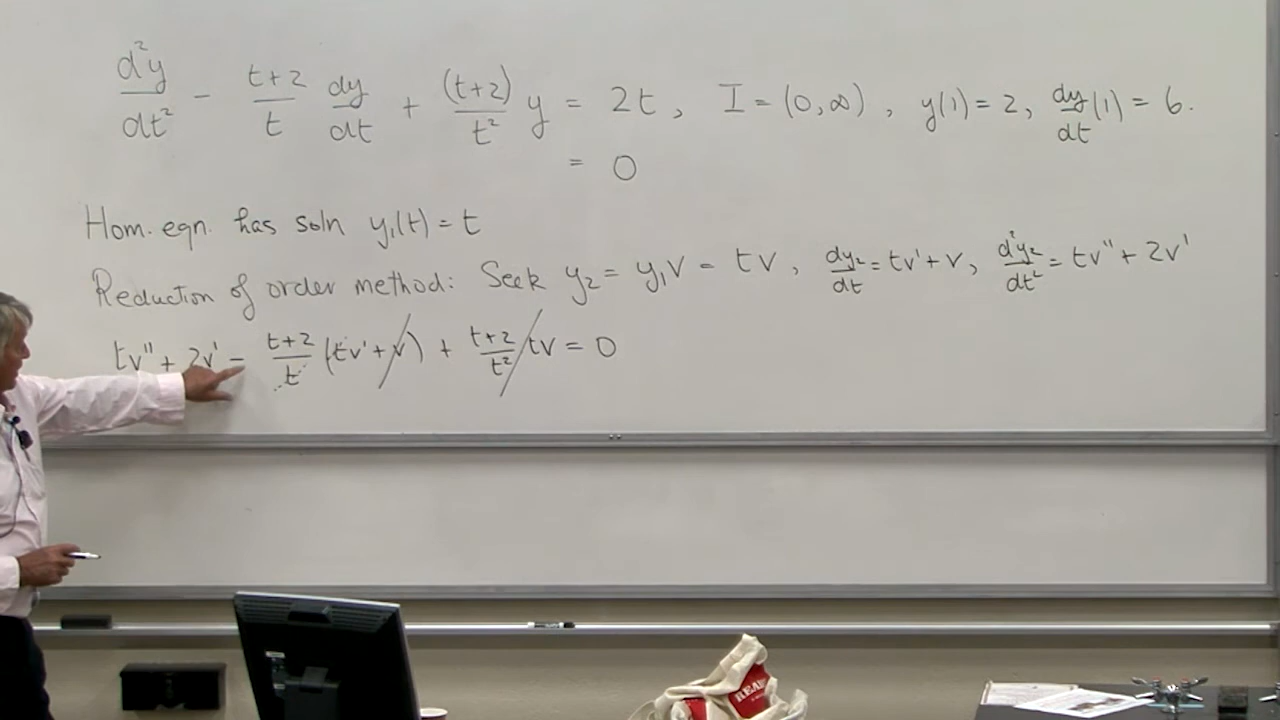 d²y/dt² - t+2/t dy/dt + (t+2)/t² y = 2t, I = (0,∞), y(1) = 2, dy/dt(1) = 6.
= 0
Hom. eqn. has soln y₁(t) = t
Reduction of order method: Seek y₂ = y₁v = tv, dy₂/dt = tv' + v, d²y₂/dt² = tv'' + 2v'
tv'' + 2v' - t+2/t (tv' + v) + t+2/t² tv = 0